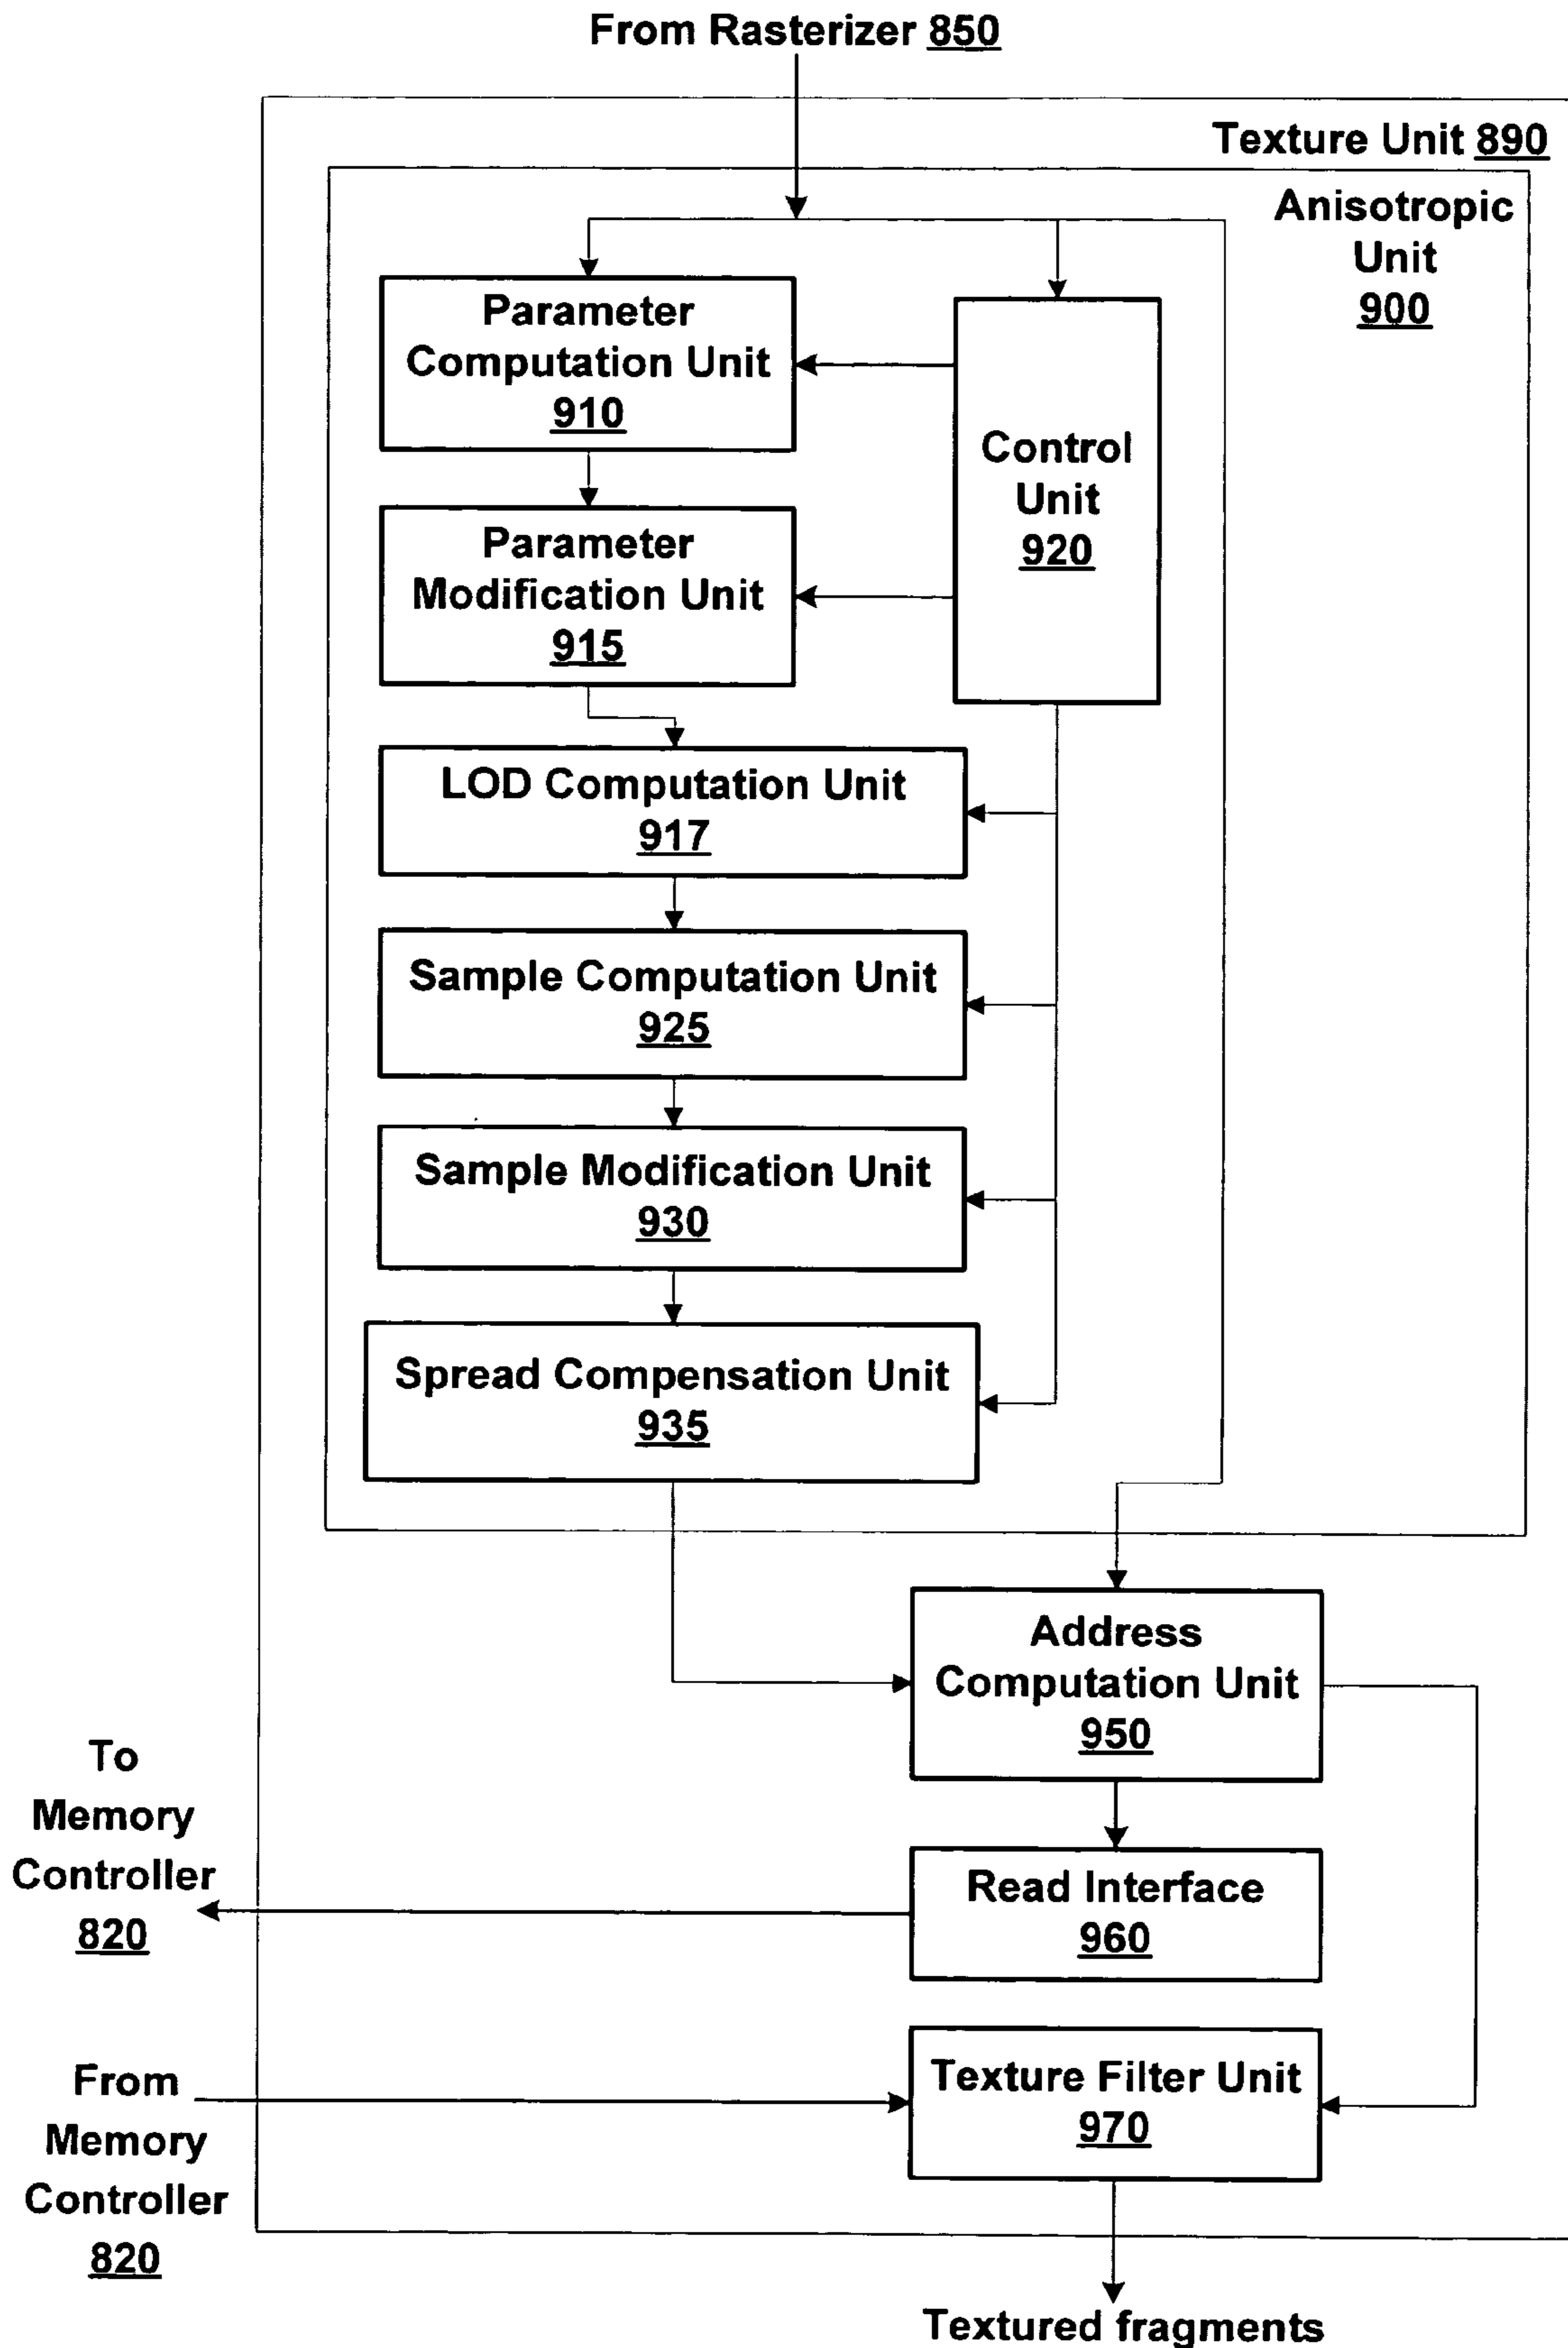 From Rasterizer 850
Texture Unit 890
Anisotropic
Unit
900
Parameter
Computation Unit
910
Control
Unit
920
Parameter
Modification Unit
915
LOD Computation Unit
917
Sample Computation Unit
925
Sample Modification Unit
930
Spread Compensation Unit
935
Address
Computation Unit
950
To
Memory
Controller
820
Read Interface
960
From
Memory
Controller
820
Texture Filter Unit
970
Textured fragments